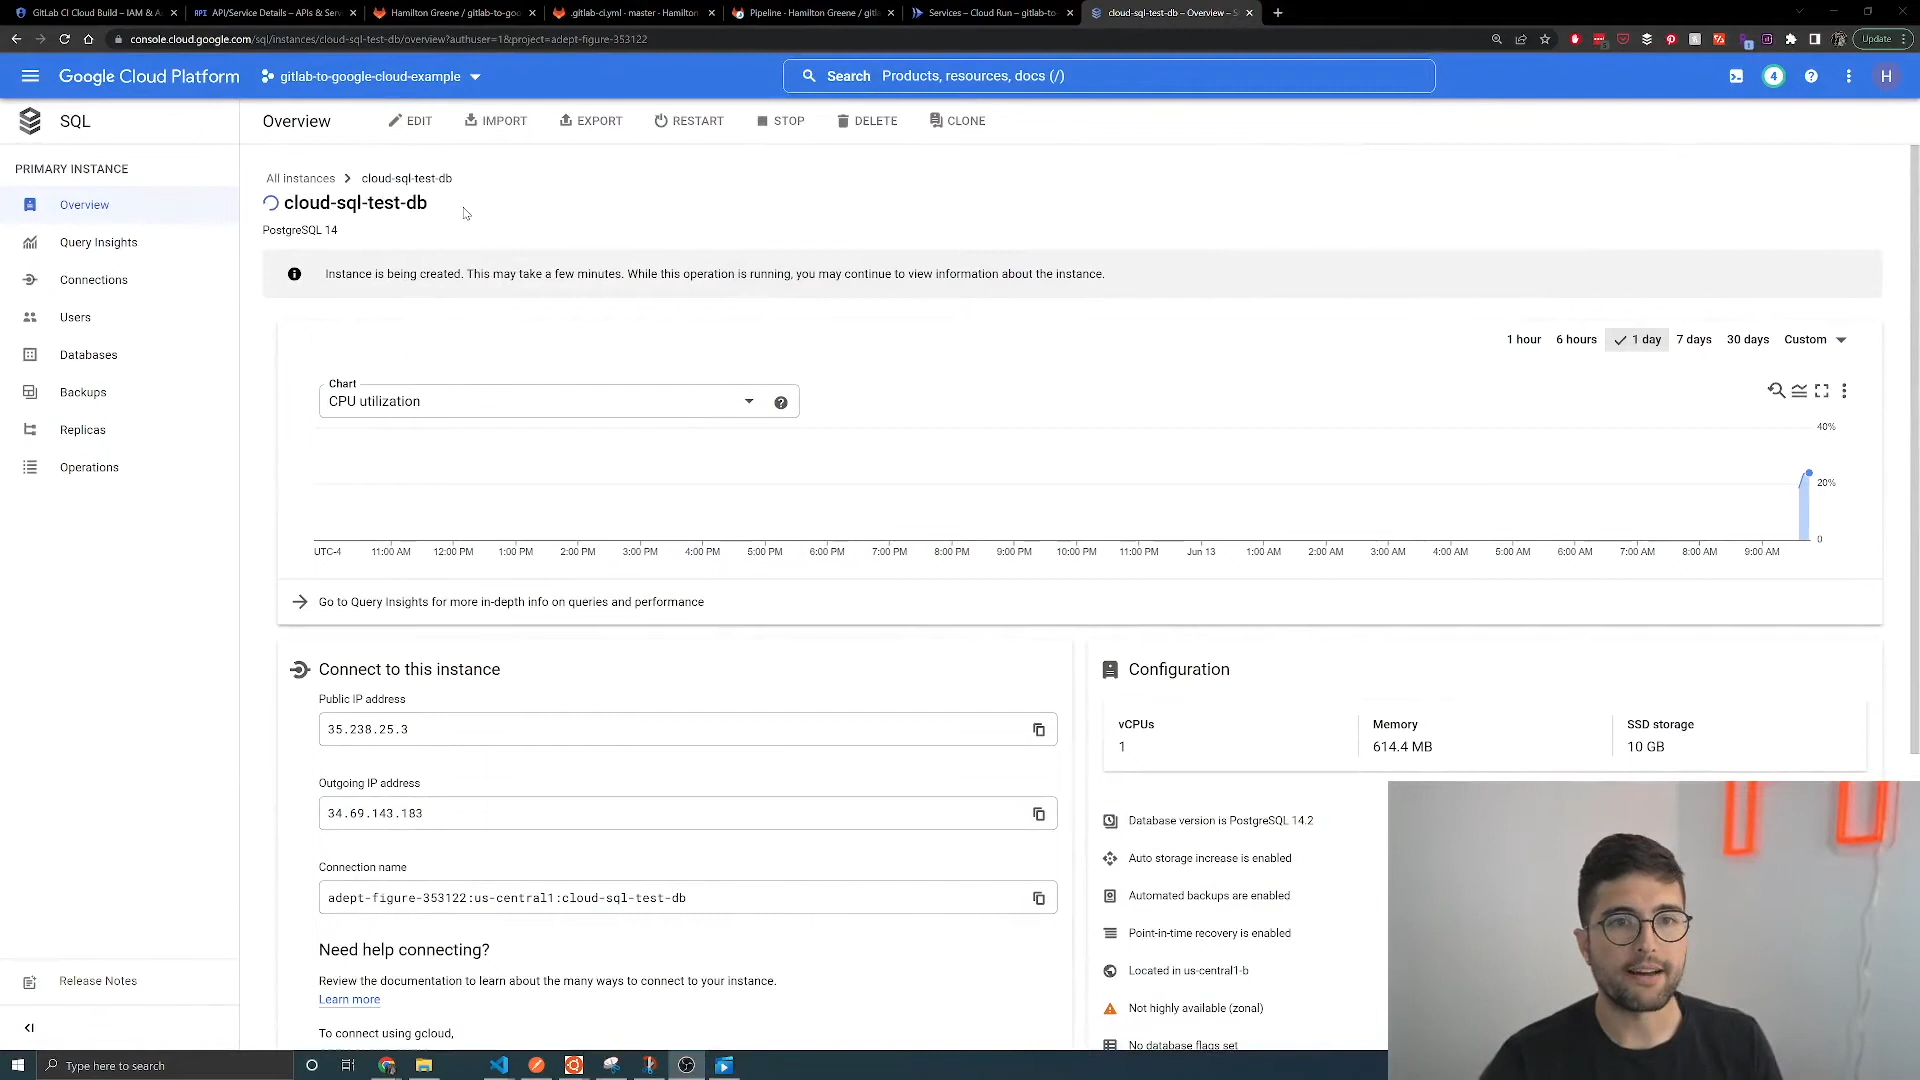 GitLab CI Cloud Build – IAM & A
API/Service Details – APIs & Serv
Hamilton Greene / gitlab-to-goo
.gitlab-ci.yml · master · Hamilton
Pipeline · Hamilton Greene / gitla
Services – Cloud Run – gitlab-to-
cloud-sql-test-db – Overview – S
console.cloud.google.com/sql/instances/cloud-sql-test-db/overview?authuser=1&project=adept-figure-353122
Update
Google Cloud Platform
gitlab-to-google-cloud-example
Search Products, resources, docs (/)
4
H
SQL
Overview
EDIT
IMPORT
EXPORT
RESTART
STOP
DELETE
CLONE
PRIMARY INSTANCE
Overview
Query Insights
Connections
Users
Databases
Backups
Replicas
Operations
Release Notes
All instances
cloud-sql-test-db
cloud-sql-test-db
PostgreSQL 14
Instance is being created. This may take a few minutes. While this operation is running, you may continue to view information about the instance.
1 hour
6 hours
1 day
7 days
30 days
Custom
Chart
CPU utilization
40%
20%
0
UTC-4
11:00 AM
12:00 PM
1:00 PM
2:00 PM
3:00 PM
4:00 PM
5:00 PM
6:00 PM
7:00 PM
8:00 PM
9:00 PM
10:00 PM
11:00 PM
Jun 13
1:00 AM
2:00 AM
3:00 AM
4:00 AM
5:00 AM
6:00 AM
7:00 AM
8:00 AM
9:00 AM
Go to Query Insights for more in-depth info on queries and performance
Connect to this instance
Public IP address
35.238.25.3
Outgoing IP address
34.69.143.183
Connection name
adept-figure-353122:us-central1:cloud-sql-test-db
Need help connecting?
Review the documentation to learn about the many ways to connect to your instance.
Learn more
To connect using gcloud,
Configuration
vCPUs
1
Memory
614.4 MB
SSD storage
10 GB
Database version is PostgreSQL 14.2
Auto storage increase is enabled
Automated backups are enabled
Point-in-time recovery is enabled
Located in us-central1-b
Not highly available (zonal)
No database flags set
Type here to search